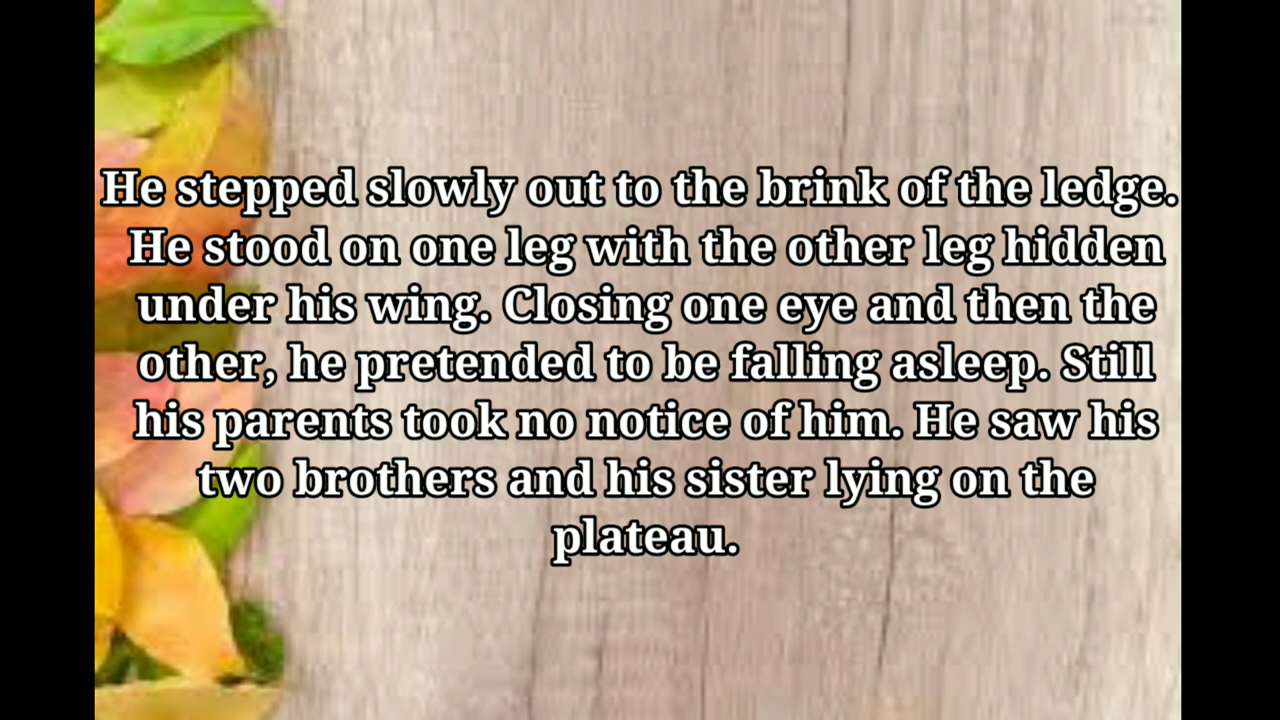 He stepped slowly out to the brink of the ledge.
He stood on one leg with the other leg hidden
under his wing. Closing one eye and then the
other, he pretended to be falling asleep. Still
his parents took no notice of him. He saw his
two brothers and his sister lying on the
plateau.